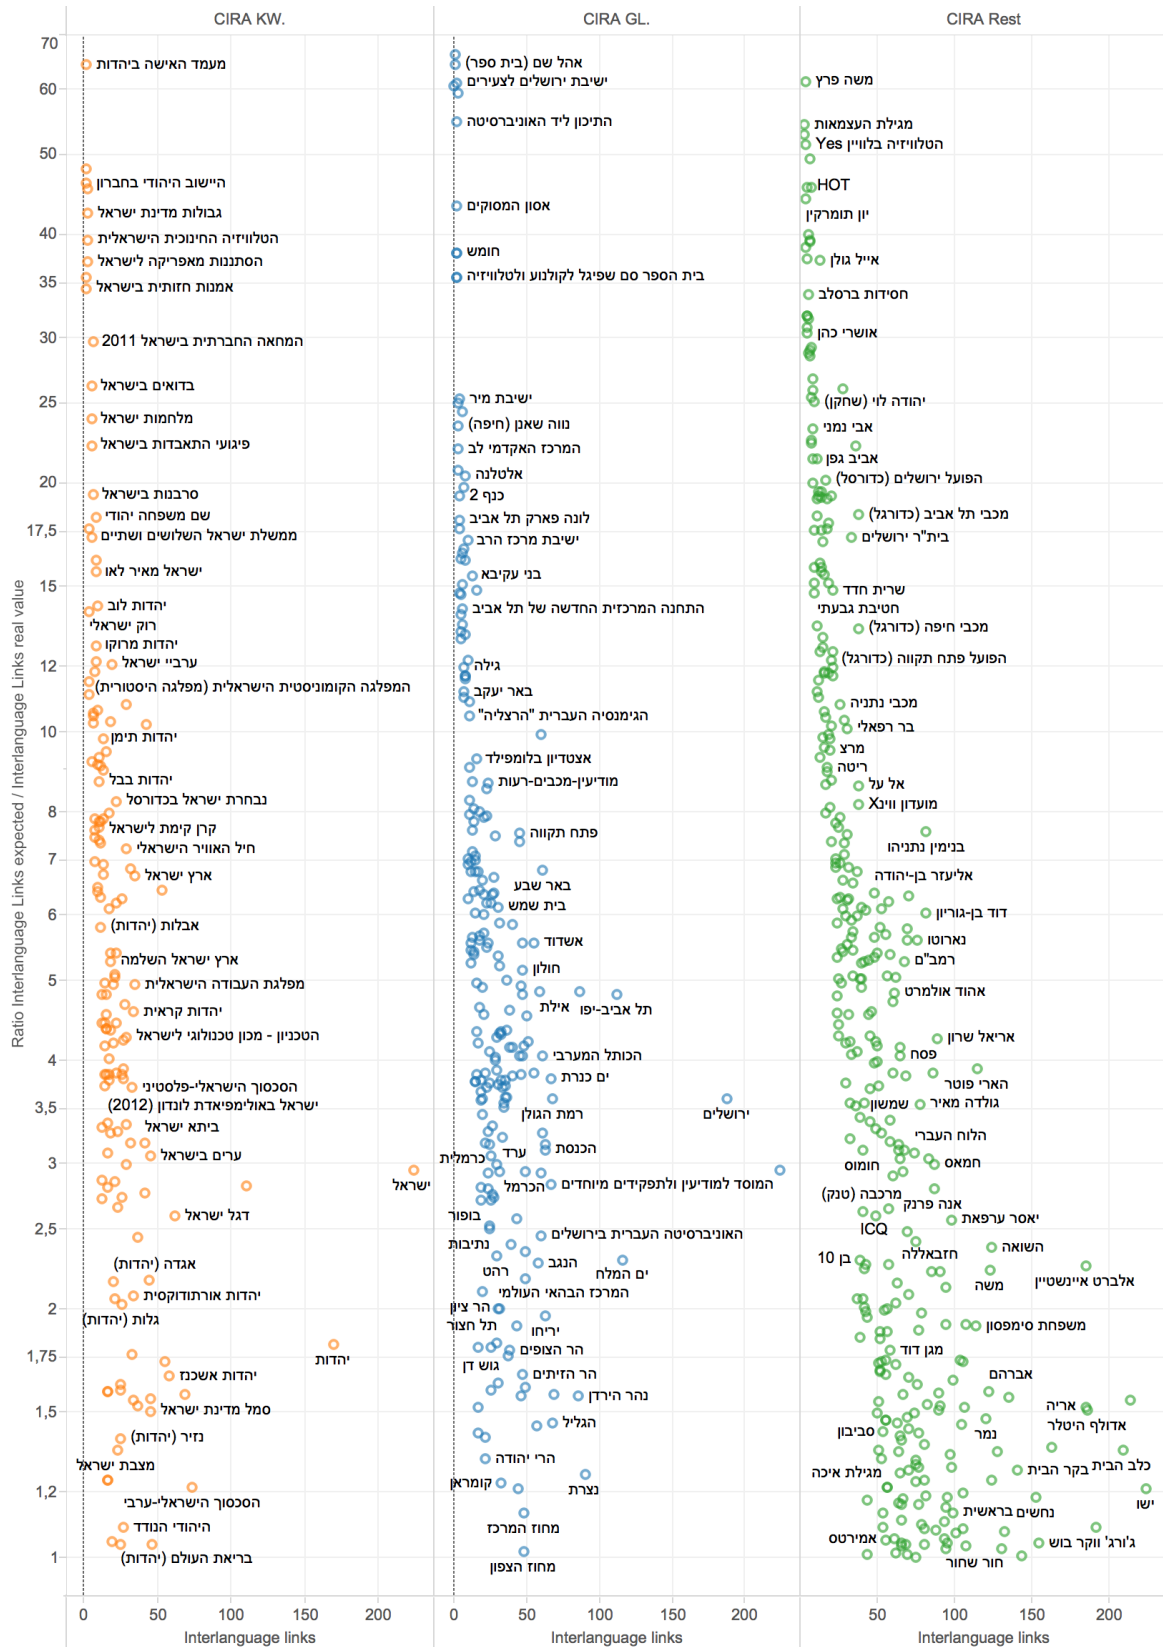 CIRA KW.
CIRA GL.
CIRA Rest
Ratio Interlanguage Links expected / Interlanguage Links real value
70
60
50
40
35
30
25
20
17,5
15
12
10
8
7
6
5
4
3,5
3
2,5
2
1,75
1,5
1,2
1
מעמד האישה ביהדות
היישוב היהודי בחברון
גבולות מדינת ישראל
הטלוויזיה החינוכית הישראלית
הסתננות מאפריקה לישראל
אמנות חזותית בישראל
המחאה החברתית בישראל 2011
בדואים בישראל
מלחמות ישראל
פיגועי התאבדות בישראל
סרבנות בישראל
שם משפחה יהודי
ממשלת ישראל השלושים ושתיים
ישראל מאיר לאו
יהדות לוב
רוק ישראלי
יהדות מרוקו
ערביי ישראל
המפלגה הקומוניסטית הישראלית (מפלגה היסטורית)
יהדות תימן
יהדות בבל
נבחרת ישראל בכדורסל
קרן קימת לישראל
חיל האוויר הישראלי
ארץ ישראל
אבלות (יהדות)
ארץ ישראל השלמה
מפלגת העבודה הישראלית
יהדות קראית
הטכניון - מכון טכנולוגי לישראל
הסכסוך הישראלי-פלסטיני
ישראל באולימפיאדת לונדון (2012)
ביתא ישראל
ערים בישראל
ישראל
דגל ישראל
אגדה (יהדות)
יהדות אורתודוקסית
גלות (יהדות)
יהדות
יהדות אשכנז
סמל מדינת ישראל
נזיר (יהדות)
מצבת ישראל
הסכסוך הישראלי-ערבי
היהודי הנודד
בריאת העולם (יהדות)
אהל שם (בית ספר)
ישיבת ירושלים לצעירים
התיכון ליד האוניברסיטה
אסון המסוקים
חומש
בית הספר סם שפיגל לקולנוע ולטלוויזיה
ישיבת מיר
נווה שאנן (חיפה)
המרכז האקדמי לב
אלטלנה
כנף 2
לונה פארק תל אביב
ישיבת מרכז הרב
בני עקיבא
התחנה המרכזית החדשה של תל אביב
גילה
באר יעקב
הגימנסיה העברית "הרצליה"
אצטדיון בלומפילד
מודיעין-מכבים-רעות
פתח תקווה
באר שבע
בית שמש
אשדוד
חולון
אילת
תל אביב-יפו
הכותל המערבי
ים כנרת
רמת הגולן
ירושלים
הכנסת
ערד
כרמלית
המוסד למודיעין ולתפקידים מיוחדים
הכרמל
בופור
האוניברסיטה העברית בירושלים
נתיבות
הנגב
ים המלח
רהט
המרכז הבהאי העולמי
הר ציון
תל חצור
יריחו
הר הצופים
גוש דן
הר הזיתים
נהר הירדן
הגליל
הרי יהודה
קומראן
נצרת
מחוז המרכז
מחוז הצפון
משה פרץ
מגילת העצמאות
הטלוויזיה בלוויין Yes
HOT
יון תומרקין
אייל גולן
חסידות ברסלב
אושרי כהן
יהודה לוי (שחקן)
אבי נמני
אביב גפן
הפועל ירושלים (כדורסל)
מכבי תל אביב (כדורגל)
בית"ר ירושלים
שרית חדד
חטיבת גבעתי
מכבי חיפה (כדורגל)
הפועל פתח תקווה (כדורגל)
מכבי נתניה
בר רפאלי
מרצ
ריטה
אל על
מועדון ווינX
בנימין נתניהו
אליעזר בן-יהודה
דוד בן-גוריון
נארוטו
רמב"ם
אהוד אולמרט
אריאל שרון
פסח
הארי פוטר
גולדה מאיר
שמשון
הלוח העברי
חומוס
חמאס
מרכבה (טנק)
אנה פרנק
יאסר ערפאת
ICQ
השואה
חזבאללה
בן 10
משה
אלברט איינשטיין
משפחת סימפסון
מגן דוד
אברהם
אריה
אדולף היטלר
סביבון
נמר
מגילת איכה
בקר הבית
כלב הבית
ישו
בראשית
נחשים
אמירטס
ג'ורג' ווקר בוש
חור שחור
0
50
100
150
200
0
50
100
150
200
50
100
150
200
Interlanguage links
Interlanguage links
Interlanguage links